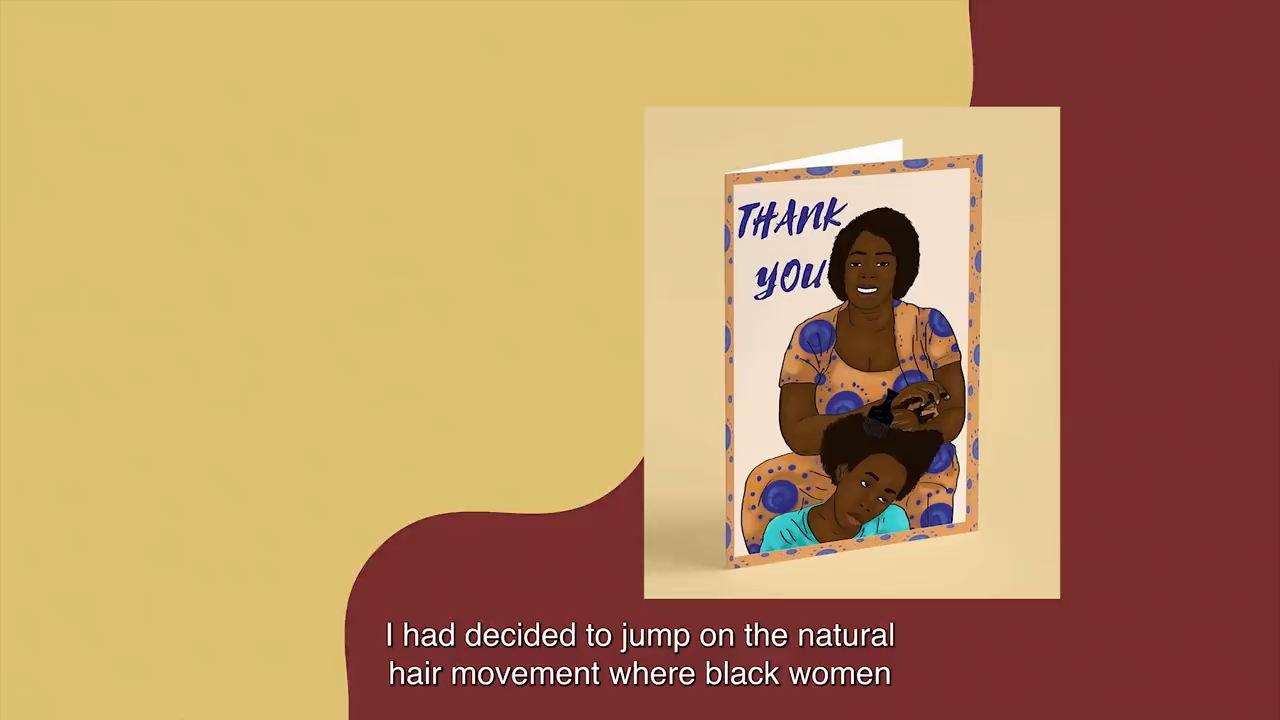 THANK
YOU
I had decided to jump on the natural
hair movement where black women